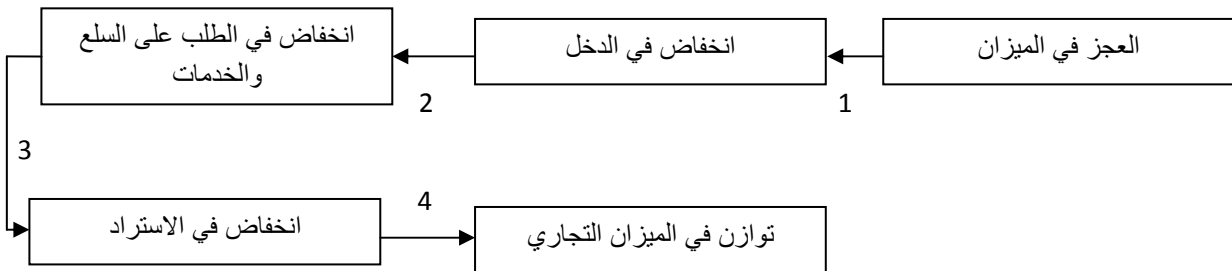 العجز في الميزان
1
انخفاض في الدخل
2
انخفاض في الطلب على السلع
والخدمات
3
انخفاض في الاستراد
4
توازن في الميزان التجاري